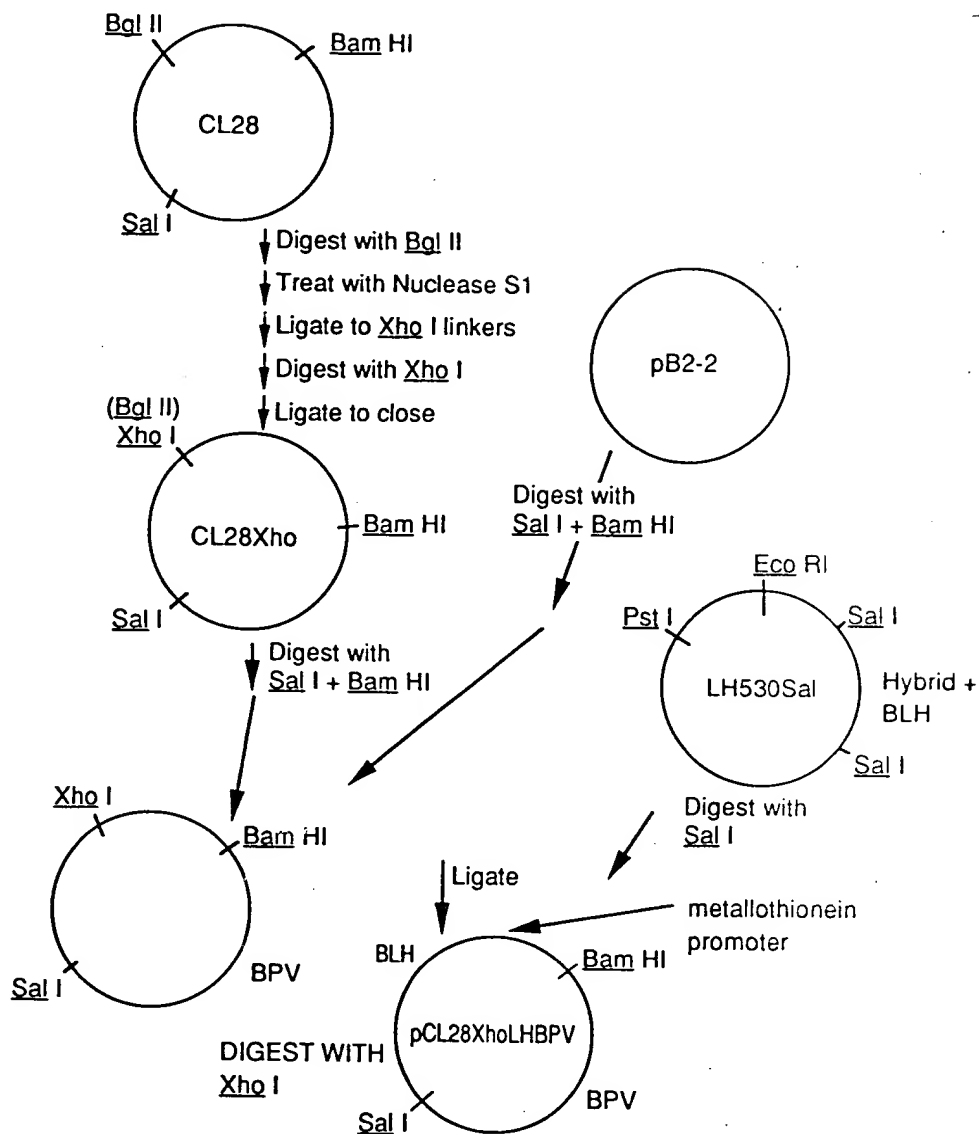 Bgl II
Bam HI
CL28
Sal I
Digest with Bgl II
Treat with Nuclease S1
Ligate to Xho I linkers
Digest with Xho I
Ligate to close
pB2-2
(Bgl II)
Xho I
Bam HI
CL28Xho
Sal I
Digest with
Sal I + Bam HI
Digest with
Sal I + Bam HI
Eco RI
Pst I
Sal I
LH530Sal
Hybrid +
BLH
Sal I
Digest with
Sal I
Xho I
Bam HI
BPV
Sal I
Ligate
metallothionein
promoter
BLH
Bam HI
pCL28XhoLHBPV
DIGEST WITH
Xho I
BPV
Sal I